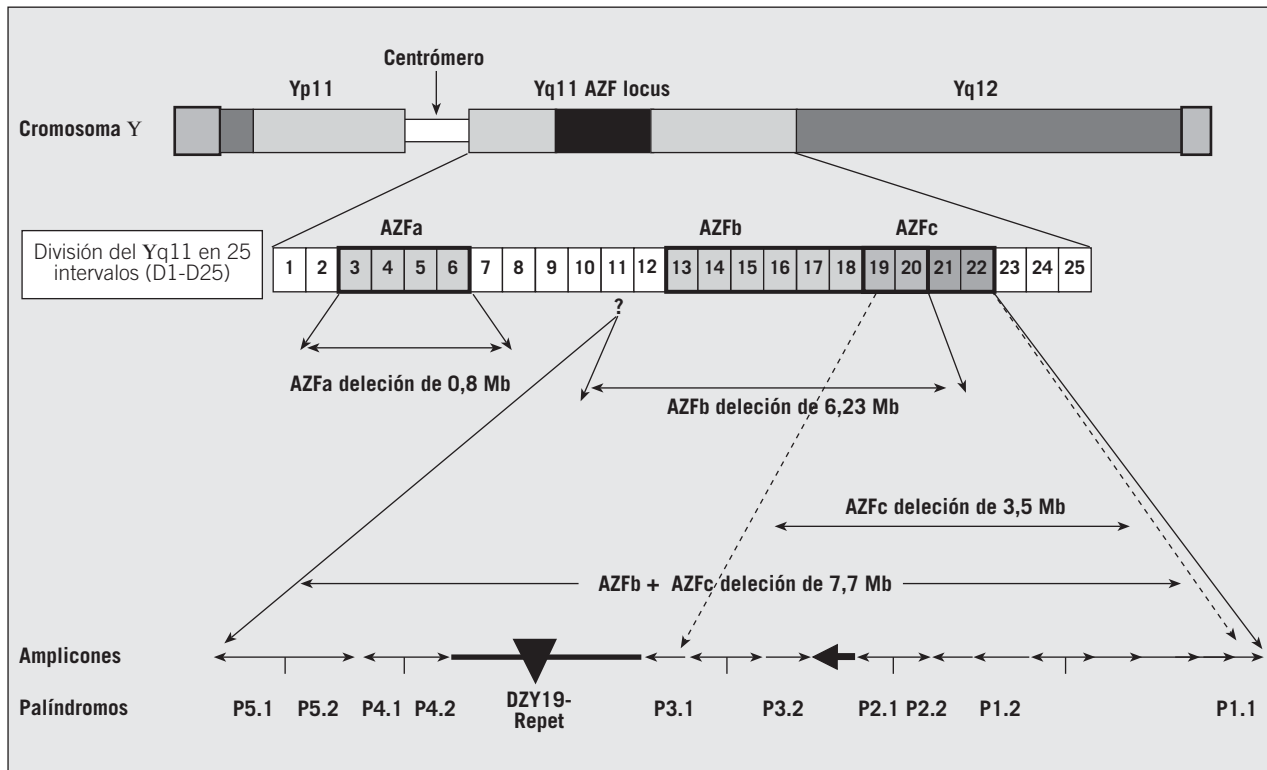 Centrómero
Yp11 Yq11 AZF locus Yq12
Cromosoma Y
AZFa AZFb AZFc
División del Yq11 en 25
intervalos (D1-D25)
1 2 3 4 5 6 7 8 9 10 11 12 13 14 15 16 17 18 19 20 21 22 23 24 25
?
AZFa deleción de 0,8 Mb
AZFb deleción de 6,23 Mb
AZFc deleción de 3,5 Mb
AZFb + AZFc deleción de 7,7 Mb
Amplicones
Palíndromos P5.1 P5.2 P4.1 P4.2 DZY19- P3.1 P3.2 P2.1 P2.2 P1.2 P1.1
Repet